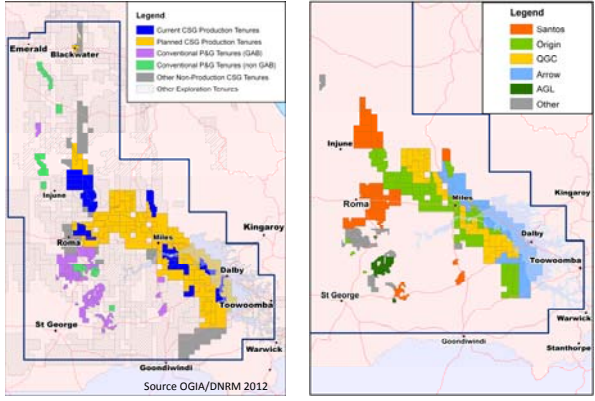 Legend
Current CSG Production Tenures
Planned CSG Production Tenures
Conventional P&G Tenures (GAB)
Conventional P&G Tenures (non GAB)
Other Non-Production CSG Tenures
Other Exploration Tenures
Emerald
Blackwater
Injune
Roma
Miles
Kingaroy
Dalby
Toowoomba
St George
Warwick
Goondiwindi
Source OGIA/DNRM 2012
Legend
Santos
Origin
QGC
Arrow
AGL
Other
Injune
Roma
Miles
Kingaroy
Dalby
Toowoomba
St George
Warwick
Goondiwindi
Stanthorpe